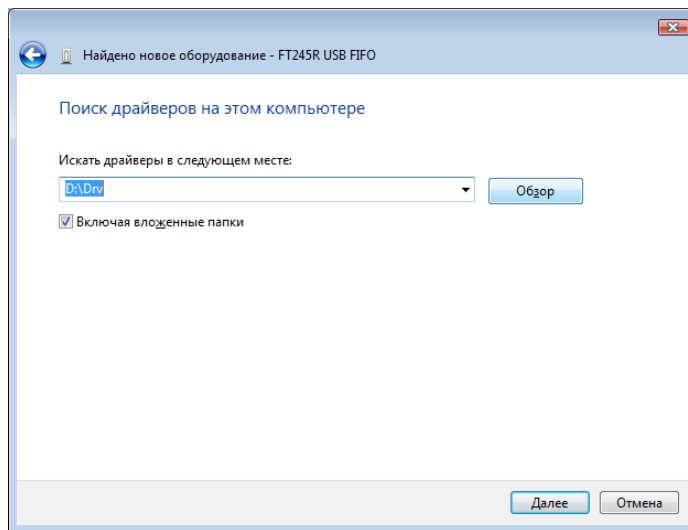 Найдено новое оборудование - FT245R USB FIFO
Поиск драйверов на этом компьютере
Искать драйверы в следующем месте:
D:\Drv
Обзор
Включая вложенные папки
Далее
Отмена